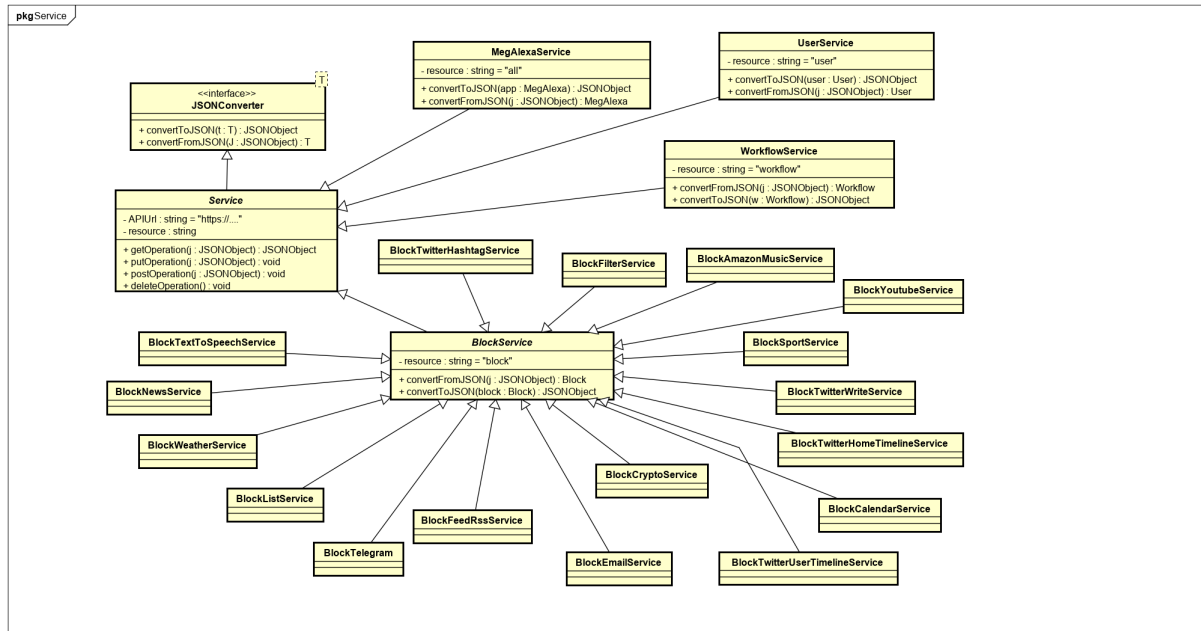 pkg Service
MegAlexaService
- resource : string = "all"
+ convertToJSON(app : MegAlexa) : JSONObject
+ convertFromJSON(j : JSONObject) : MegAlexa
UserService
- resource : string = "user"
+ convertToJSON(user : User) : JSONObject
+ convertFromJSON(j : JSONObject) : User
T
<<interface>>
JSONConverter
+ convertToJSON(t : T) : JSONObject
+ convertFromJSON(J : JSONObject) : T
WorkflowService
- resource : string = "workflow"
+ convertFromJSON(j : JSONObject) : Workflow
+ convertToJSON(w : Workflow) : JSONObject
Service
- APIUrl : string = "https://...."
- resource : string
+ getOperation(j : JSONObject) : JSONObject
+ putOperation(j : JSONObject) : void
+ postOperation(j : JSONObject) : void
+ deleteOperation() : void
BlockTwitterHashtagService
BlockFilterService
BlockAmazonMusicService
BlockYoutubeService
BlockTextToSpeechService
BlockService
- resource : string = "block"
+ convertFromJSON(j : JSONObject) : Block
+ convertToJSON(block : Block) : JSONObject
BlockSportService
BlockNewsService
BlockTwitterWriteService
BlockWeatherService
BlockTwitterHomeTimelineService
BlockCryptoService
BlockListService
BlockCalendarService
BlockFeedRssService
BlockTelegram
BlockEmailService
BlockTwitterUserTimelineService